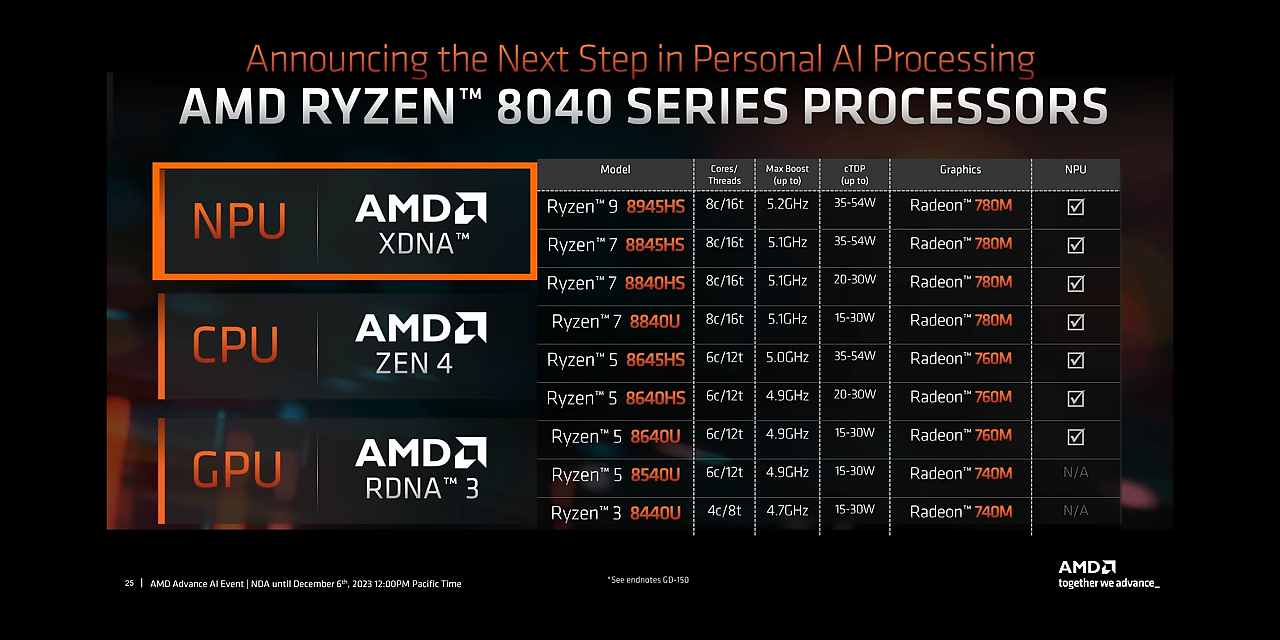 Announcing the Next Step in Personal AI Processing
AMD RYZEN™ 8040 SERIES PROCESSORS
NPU AMD XDNA™
CPU AMD ZEN 4
GPU AMD RDNA™ 3
Model Cores/Threads Max Boost (up to) cTDP (up to) Graphics NPU
Ryzen™ 9 8945HS 8c/16t 5.2GHz 35-54W Radeon™ 780M ☑
Ryzen™ 7 8845HS 8c/16t 5.1GHz 35-54W Radeon™ 780M ☑
Ryzen™ 7 8840HS 8c/16t 5.1GHz 20-30W Radeon™ 780M ☑
Ryzen™ 7 8840U 8c/16t 5.1GHz 15-30W Radeon™ 780M ☑
Ryzen™ 5 8645HS 6c/12t 5.0GHz 35-54W Radeon™ 760M ☑
Ryzen™ 5 8640HS 6c/12t 4.9GHz 20-30W Radeon™ 760M ☑
Ryzen™ 5 8640U 6c/12t 4.9GHz 15-30W Radeon™ 760M ☑
Ryzen™ 5 8540U 6c/12t 4.9GHz 15-30W Radeon™ 740M N/A
Ryzen™ 3 8440U 4c/8t 4.7GHz 15-30W Radeon™ 740M N/A
25 | AMD Advance AI Event | NDA until December 6th, 2023 12:00PM Pacific Time
*See endnotes GD-150
AMD
together we advance_